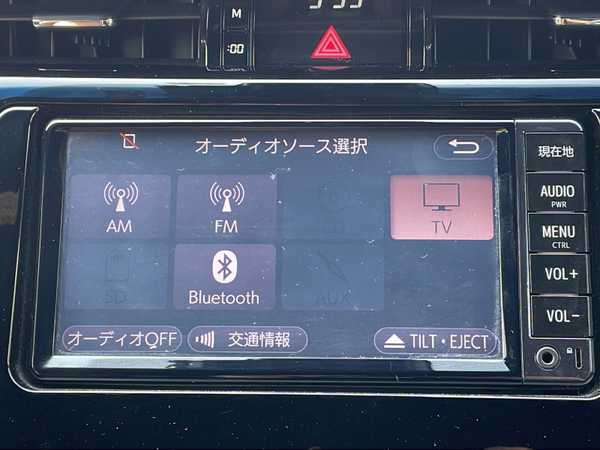 M
:00
オーディオソース選択
現在地
AM
FM
TV
AUDIO
PWR
MENU
CTRL
SD
Bluetooth
AUX
VOL+
VOL-
オーディオOFF
交通情報
TILT・EJECT